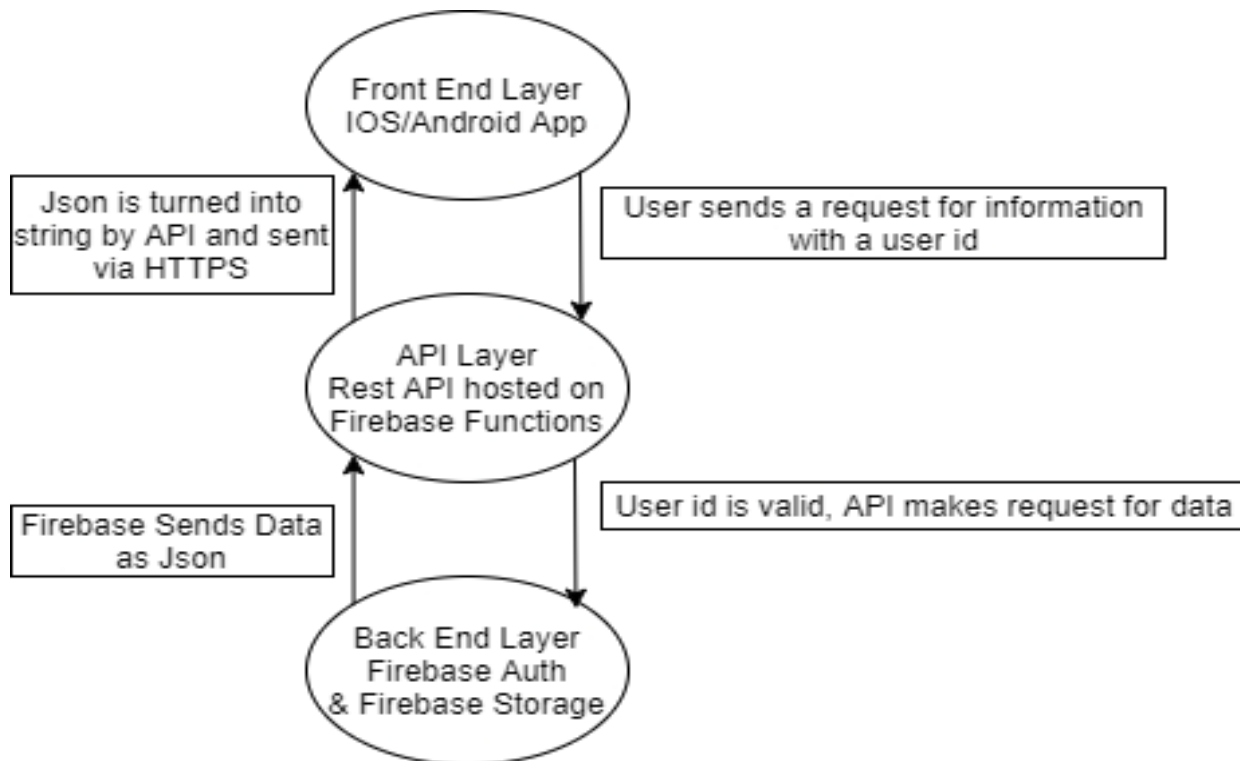 Front End Layer
IOS/Android App
Json is turned into
string by API and sent
via HTTPS
User sends a request for information
with a user id
API Layer
Rest API hosted on
Firebase Functions
Firebase Sends Data
as Json
User id is valid, API makes request for data
Back End Layer
Firebase Auth
& Firebase Storage